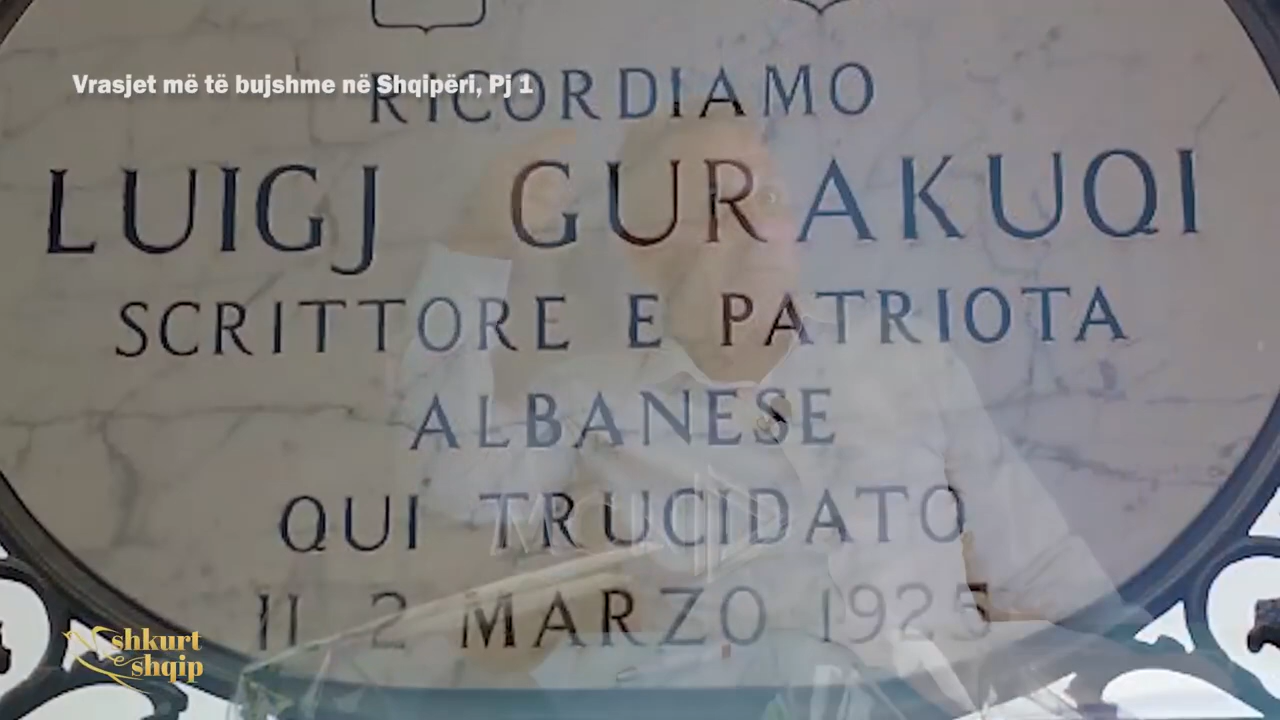 Vrasjet më të bujshme në Shqipëri, Pj 1
RICORDIAMO
LUIGJ GURAKUQI
SCRITTORE E PATRIOTA
ALBANESE
QUI TRUCIDATO
Il 2 MARZO 1925
shkurt
e shqip